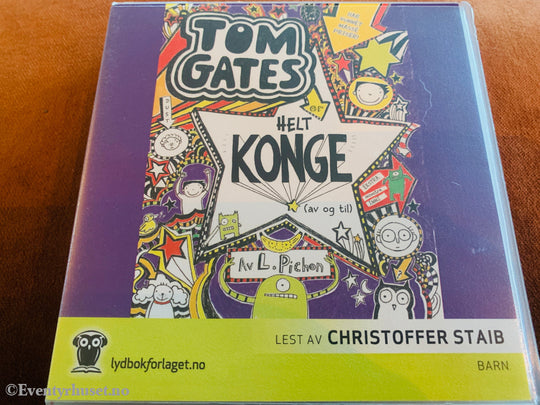 TOM
GATES
er
HELT
KONGE
(av og til)
Av L. Pichon
LEST AV CHRISTOFFER STAIB
lydbokforlaget.no
BARN
©Eventyrhuset.no